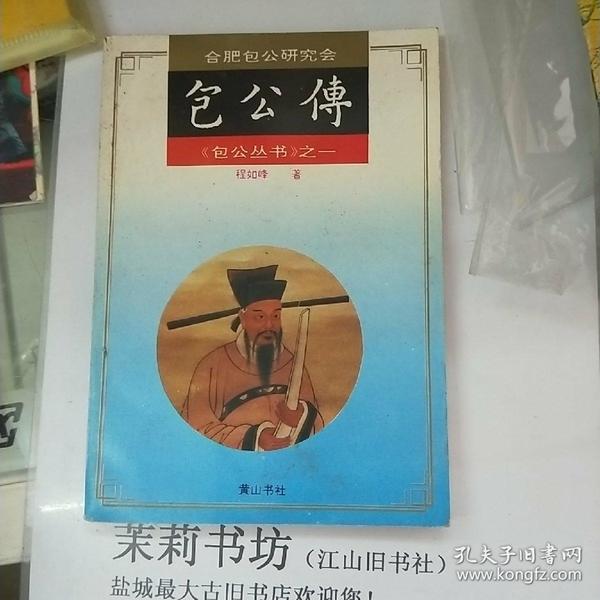 合肥包公研究会
包公傳
《包公丛书》之一
程如峰 著
黄山书社
茉莉书坊（江山旧书社）
盐城最大古旧书店欢迎您！
孔夫子旧书网
www.kongfz.com